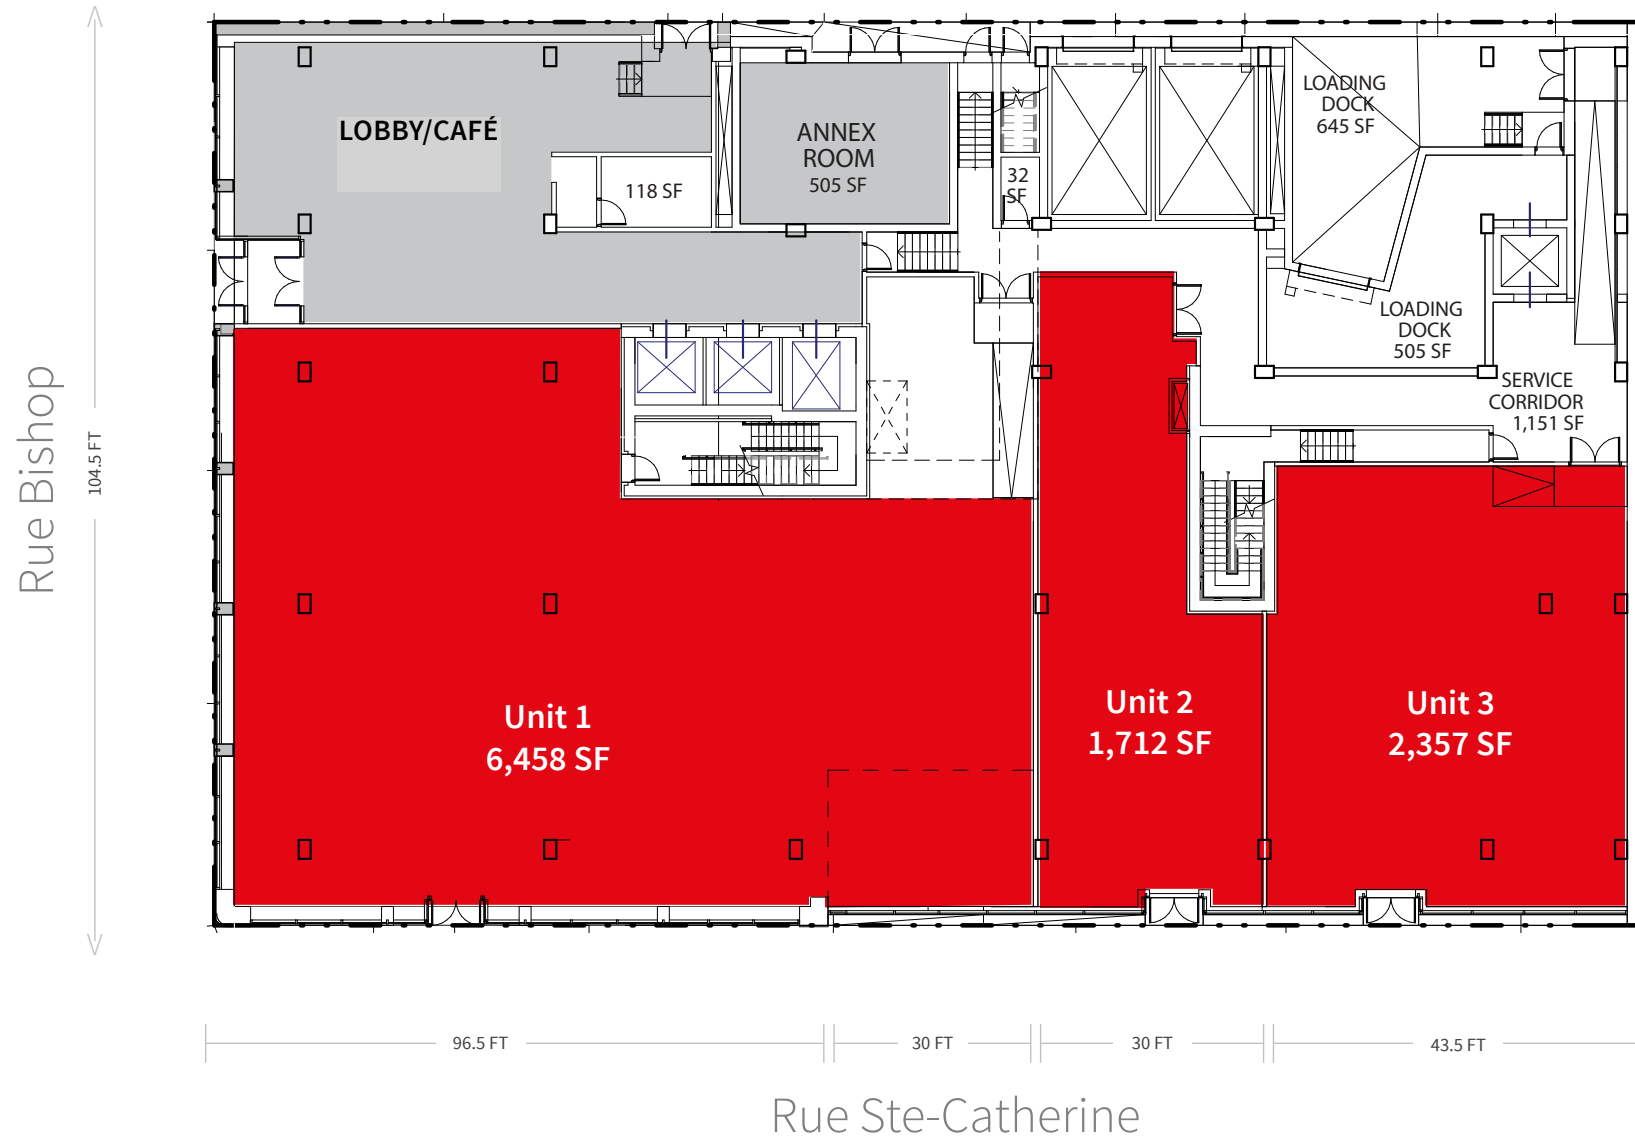 LOBBY/CAFÉ
118 SF
ANNEX
ROOM
505 SF
32
SF
LOADING
DOCK
645 SF
LOADING
DOCK
505 SF
SERVICE
CORRIDOR
1,151 SF
Rue Bishop
104.5 FT
Unit 1
6,458 SF
Unit 2
1,712 SF
Unit 3
2,357 SF
96.5 FT
30 FT
30 FT
43.5 FT
Rue Ste-Catherine